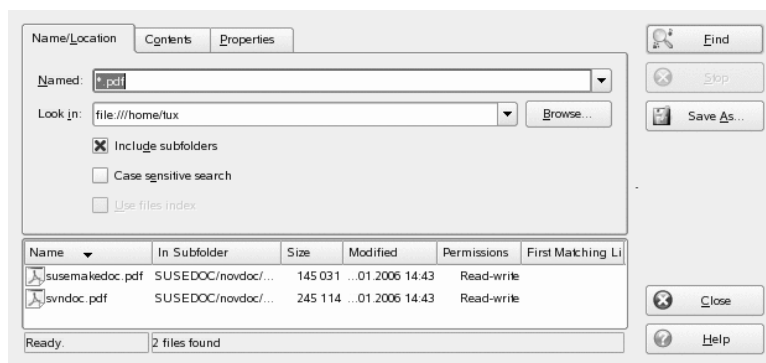 Name/Location Contents Properties
Named: *.pdf
Look in: file:///home/tux Browse...
Include subfolders
Case sensitive search
Use files index
Find
Stop
Save As...
Name In Subfolder Size Modified Permissions First Matching Li
susemakedoc.pdf SUSEDOC/novdoc/... 145 031 ...01.2006 14:43 Read-write
svndoc.pdf SUSEDOC/novdoc/... 245 114 ...01.2006 14:43 Read-write
Ready. 2 files found
Close
Help